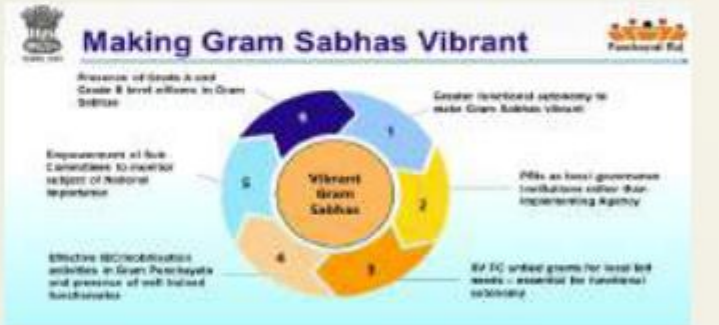 Making Gram Sabhas Vibrant
Panchayati Raj
Presence of Grade A and
Grade B level officers in Gram
Sabhas
Greater functional autonomy to
make Gram Sabhas vibrant
6
1
Empowerment of Sub
Committees to monitor
subject of National
Importance
5
Vibrant
Gram
Sabhas
2
PRIs as local governance
institutions rather than
Implementing Agency
4
3
Effective IEC/mobilisation
activities in Gram Panchayats
and presence of well trained
functionaries
XV FC untied grants for local felt
needs - essential for functional
autonomy